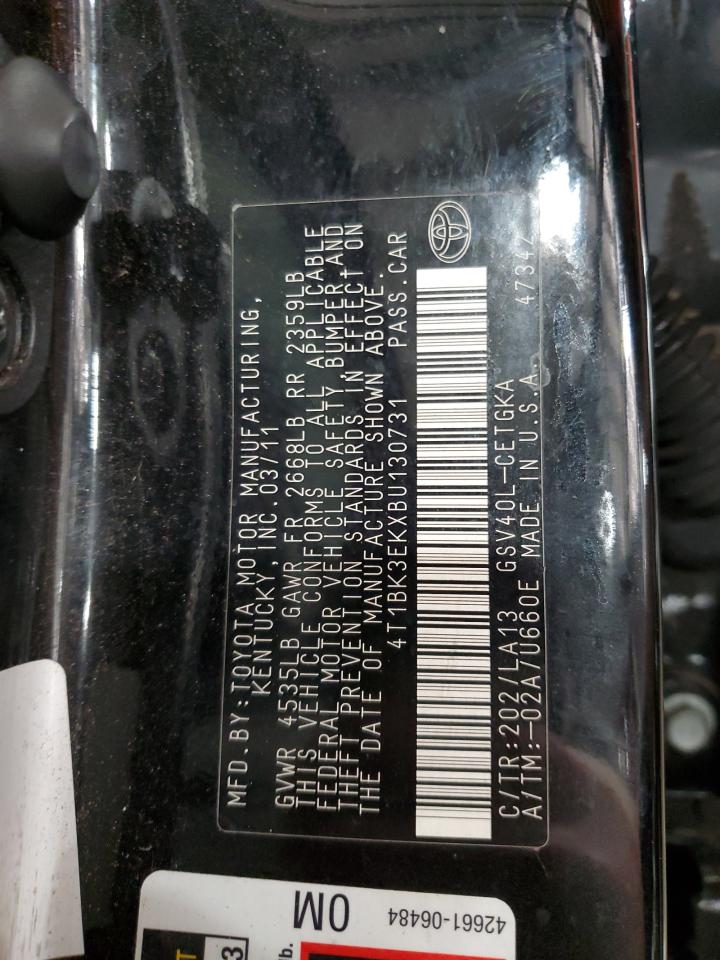 MFD.BY:TOYOTA MOTOR MANUFACTURING,
KENTUCKY,INC.03/11
GVWR 4535LB GAWR FR 2668LB RR 2359LB
THIS VEHICLE CONFORMS TO ALL APPLICABLE
FEDERAL MOTOR VEHICLE SAFETY, BUMPER,AND
THEFT PREVENTION STANDARDS IN EFFECT ON
THE DATE OF MANUFACTURE SHOWN ABOVE.
4T1BK3EKXBU130731 PASS.CAR
C/TR:202/LA13 GSV40L-CETGKA
A/TM:-02A/U660E MADE IN U.S.A. 47342
0M 42661-06484
3